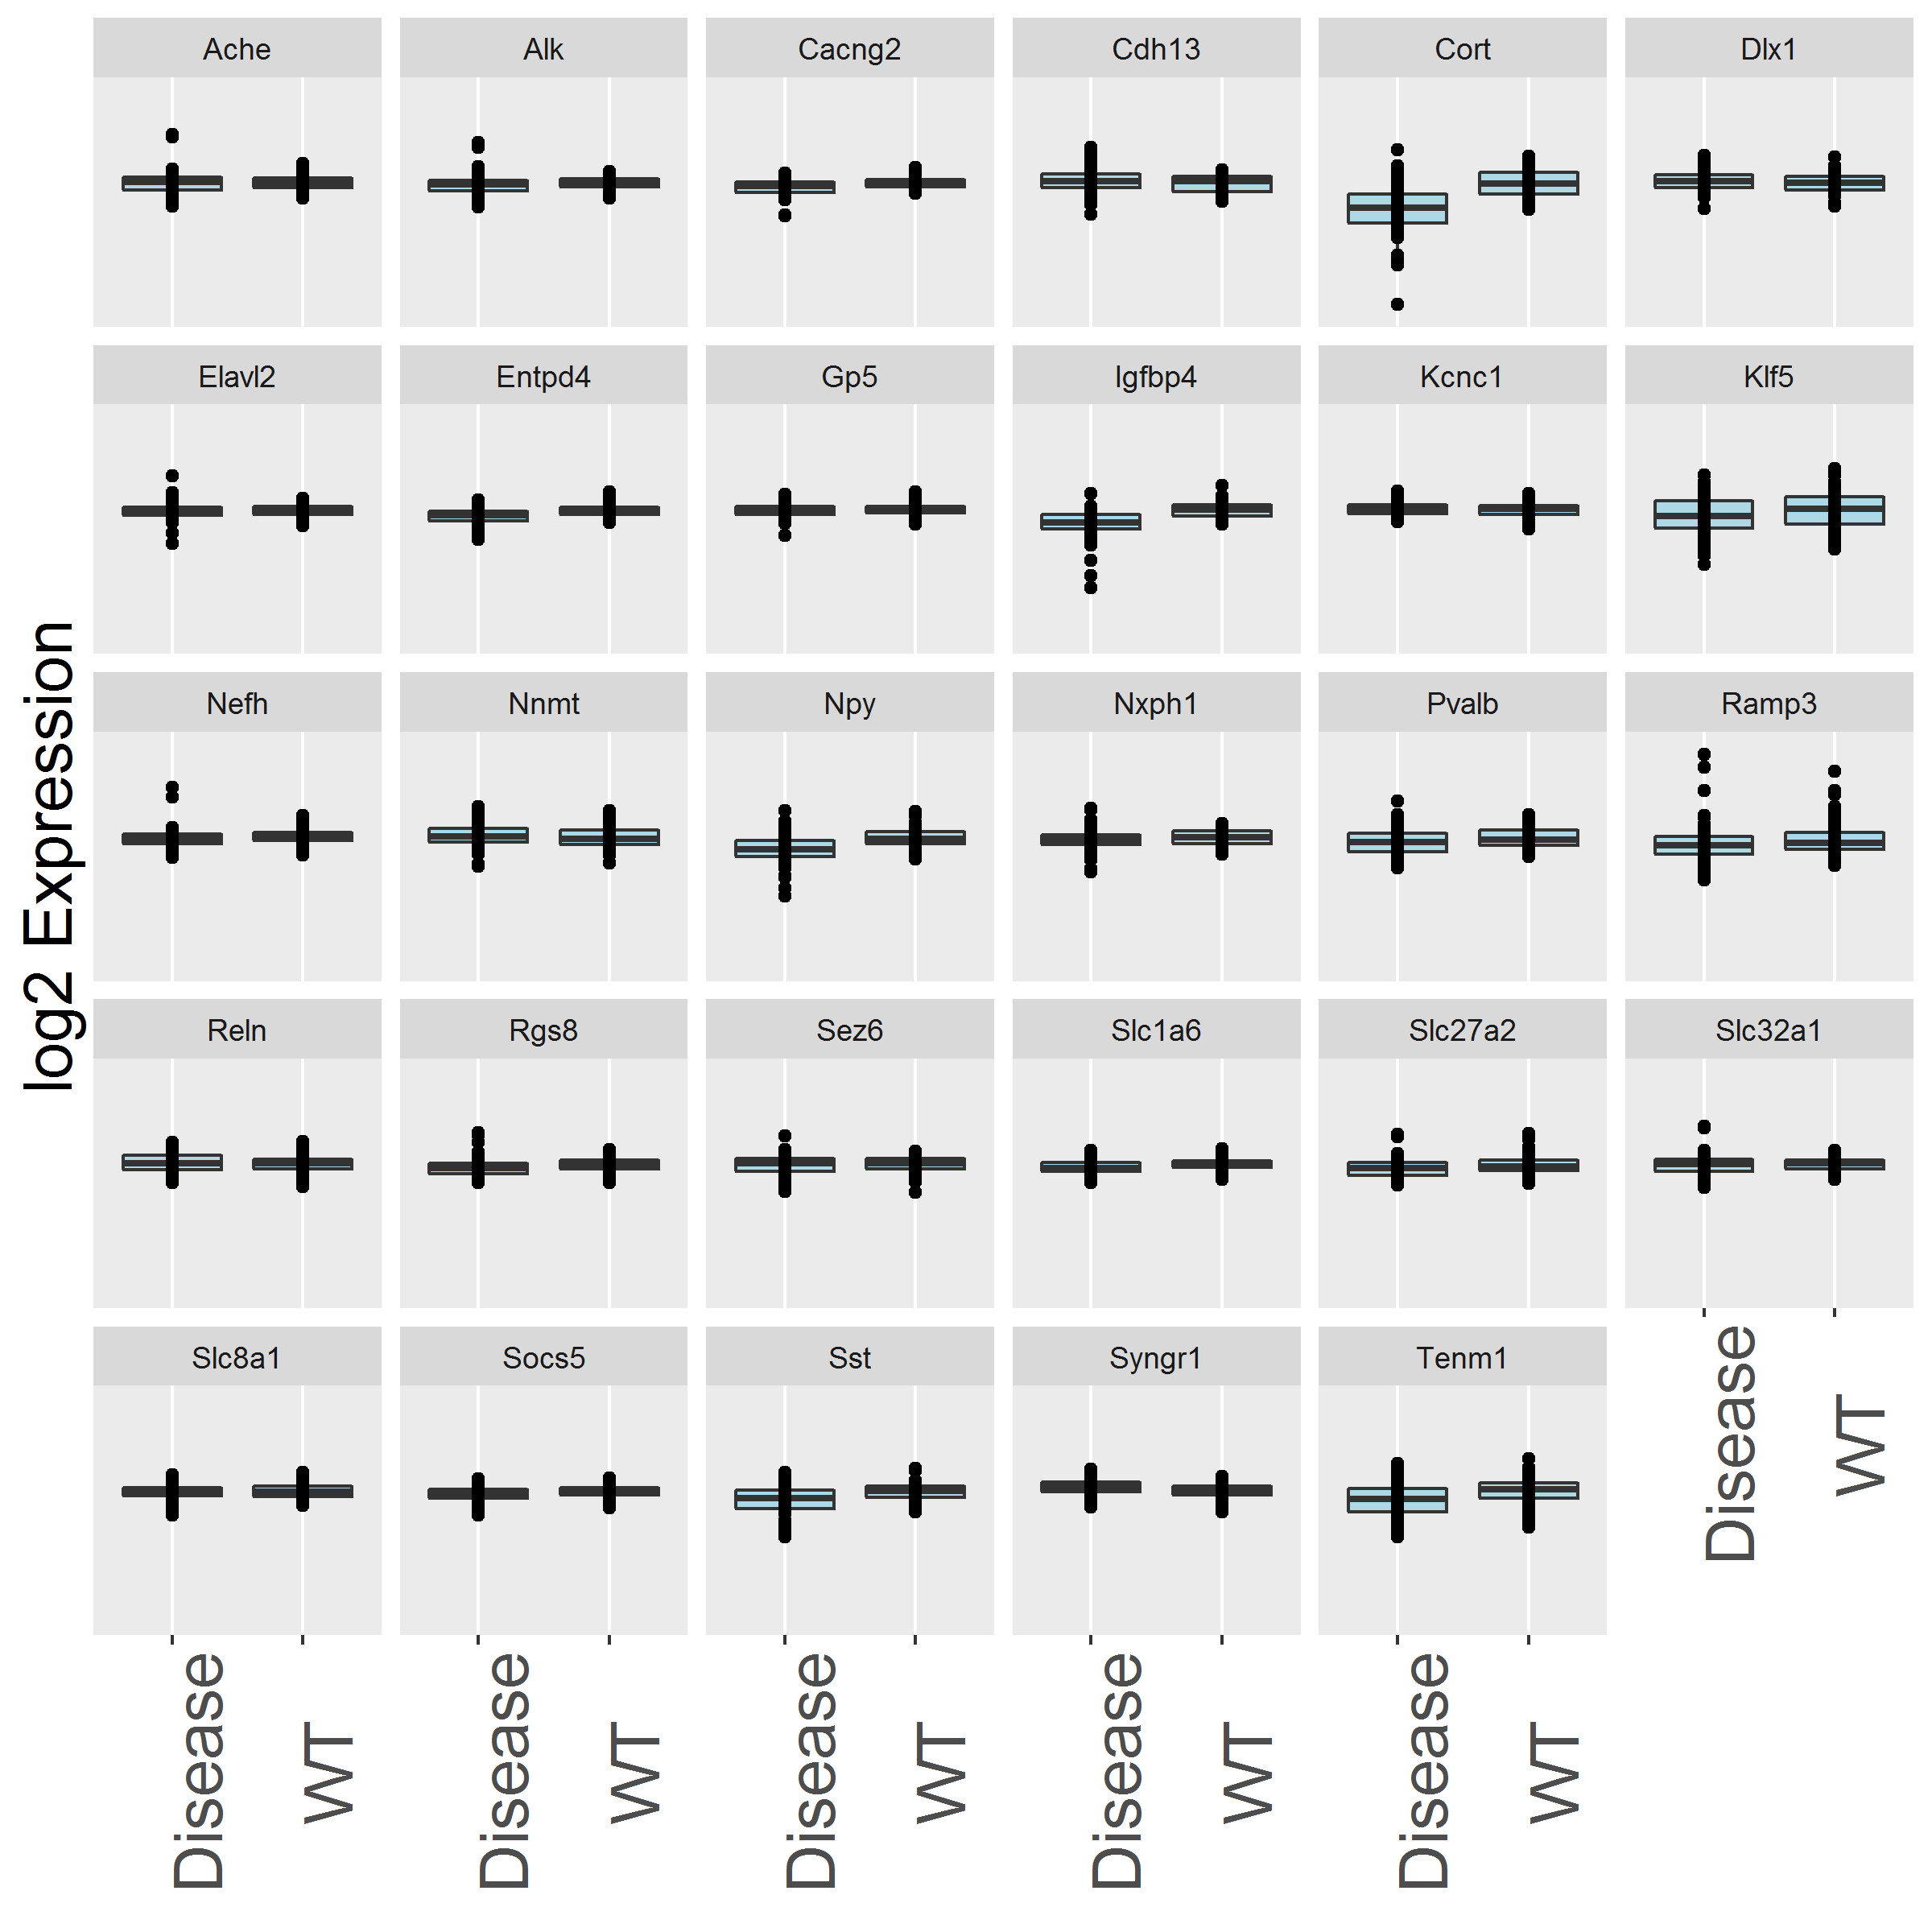 Ache
Alk
Cacng2
Cdh13
Cort
Dlx1
Elavl2
Entpd4
Gp5
Igfbp4
Kcnc1
Klf5
Nefh
Nnmt
Npy
Nxph1
Pvalb
Ramp3
Reln
Rgs8
Sez6
Slc1a6
Slc27a2
Slc32a1
Slc8a1
Socs5
Sst
Syngr1
Tenm1
log2 Expression
Disease
WT
Disease
WT
Disease
WT
Disease
WT
Disease
WT
Disease
WT